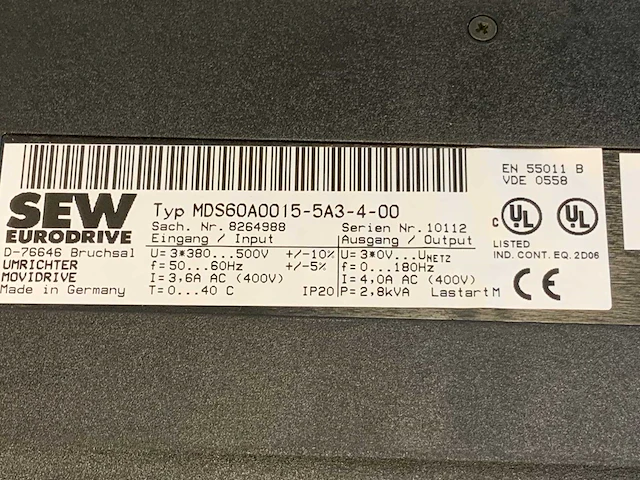 EN 55011 B
VDE 0558
SEW
EURODRIVE
D-76646 Bruchsal
UMRICHTER
MOVIDRIVE
Made in Germany
Typ MDS60A0015-5A3-4-00
Sach. Nr. 8264988
Serien Nr. 10112
Eingang / Input
Ausgang / Output
U= 3*380...500V +/-10%
U= 3*0V...UNETZ
f= 50...60Hz +/-5%
f= 0...180Hz
I= 3,6A AC (400V)
I= 4,0A AC (400V)
T= 0...40 C IP20
P= 2,8kVA Lastart M
C UL UL
LISTED
IND. CONT. EQ. 2D06
CE